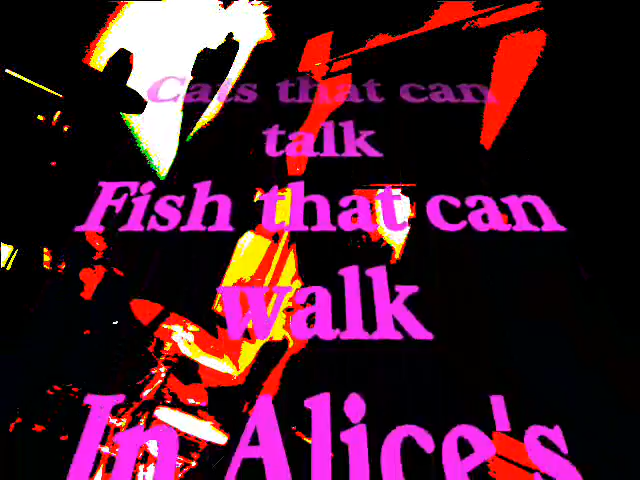 Cats that can
talk
Fish that can
walk
In Alice's